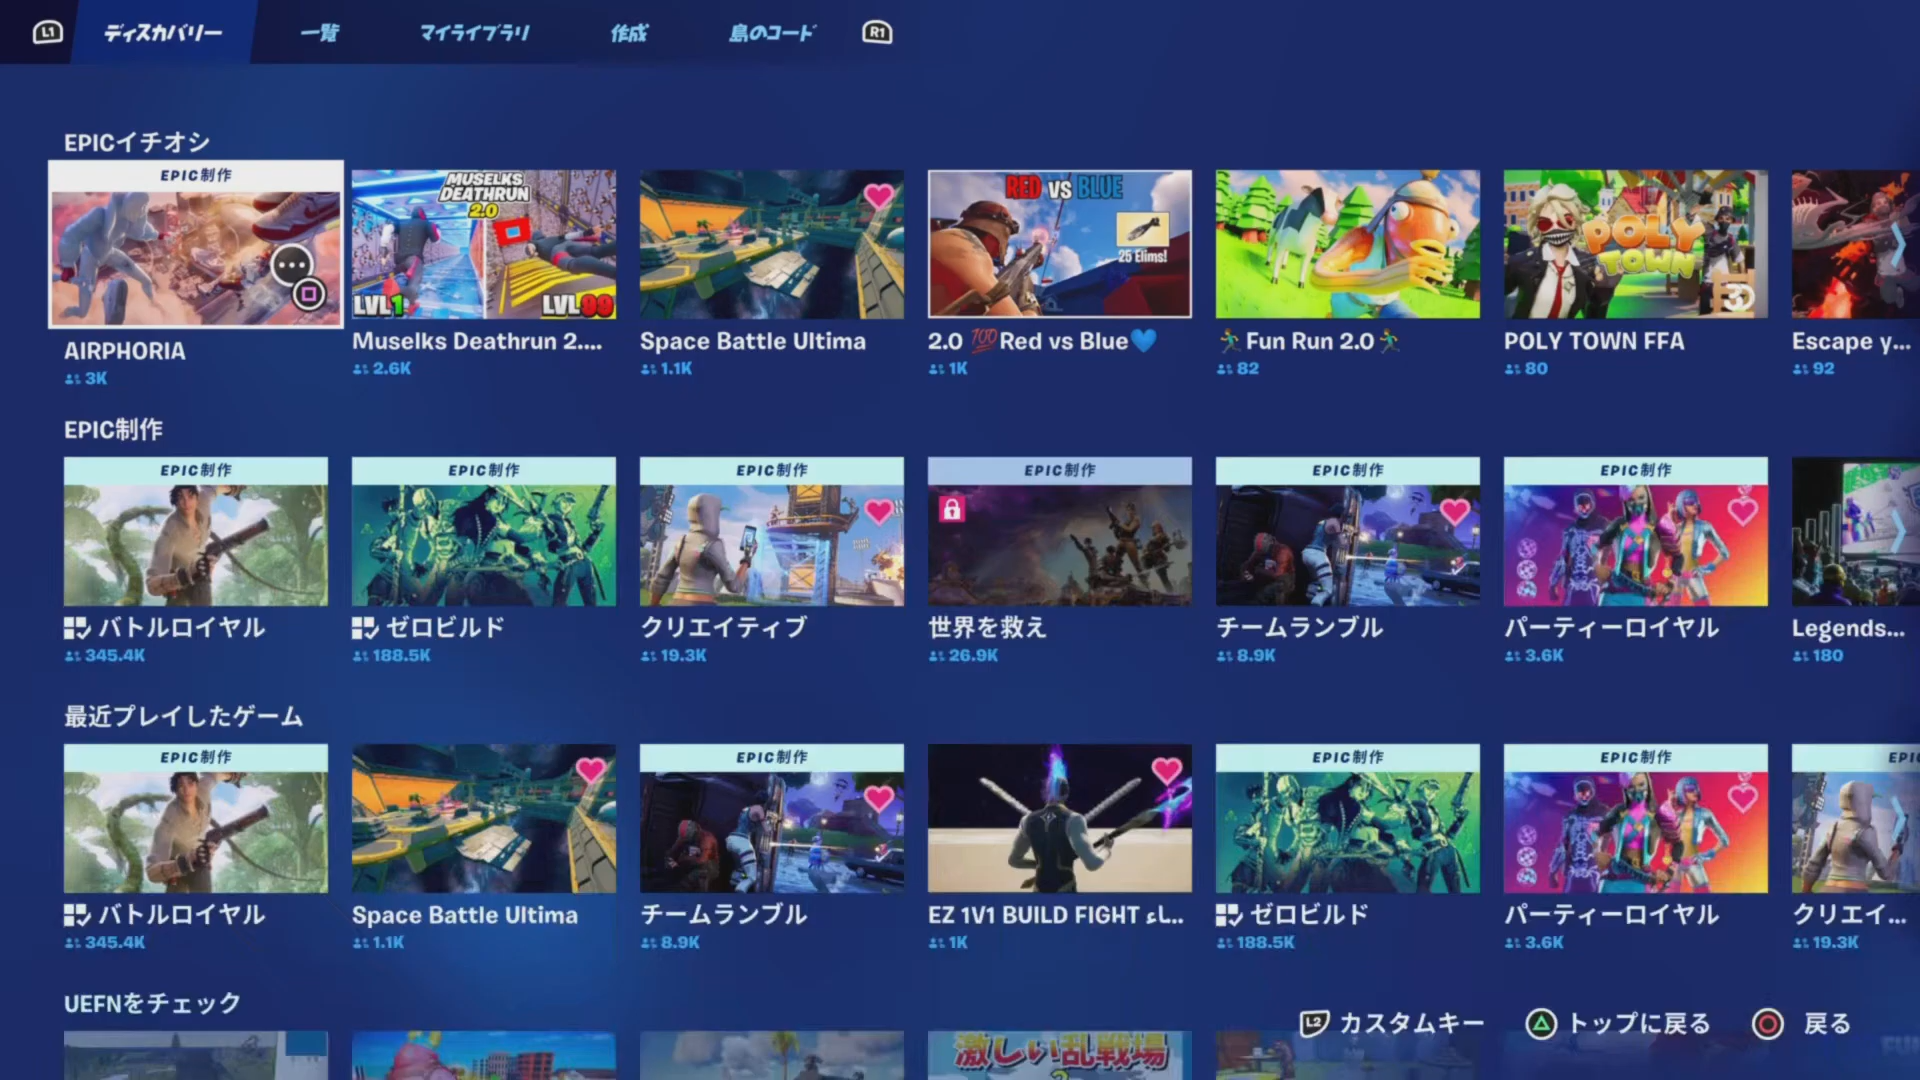 L1 ディスカバリー 一覧 マイライブラリ 作成 島のコード R1
EPICイチオシ
EPIC制作
MUSELKS
DEATHRUN
2.0
LVL1 LVL99
RED VS BLUE
25 Elims!
POLY
TOWN
AIRPHORIA
3K
Muselks Deathrun 2....
2.6K
Space Battle Ultima
1.1K
2.0 💯Red vs Blue💙
1K
🏃Fun Run 2.0🏃
82
POLY TOWN FFA
80
Escape y...
92
EPIC制作
EPIC制作 EPIC制作 EPIC制作 EPIC制作 EPIC制作 EPIC制作
バトルロイヤル
345.4K
ゼロビルド
188.5K
クリエイティブ
19.3K
世界を救え
26.9K
チームランブル
8.9K
パーティーロイヤル
3.6K
Legends...
180
最近プレイしたゲーム
EPIC制作 EPIC制作 EPIC制作 EPIC制作 EPIC
バトルロイヤル
345.4K
Space Battle Ultima
1.1K
チームランブル
8.9K
EZ 1V1 BUILD FIGHT
1K
ゼロビルド
188.5K
パーティーロイヤル
3.6K
クリエイ...
19.3K
UEFNをチェック
激しい乱戦場
L2 カスタムキー トップに戻る 戻る